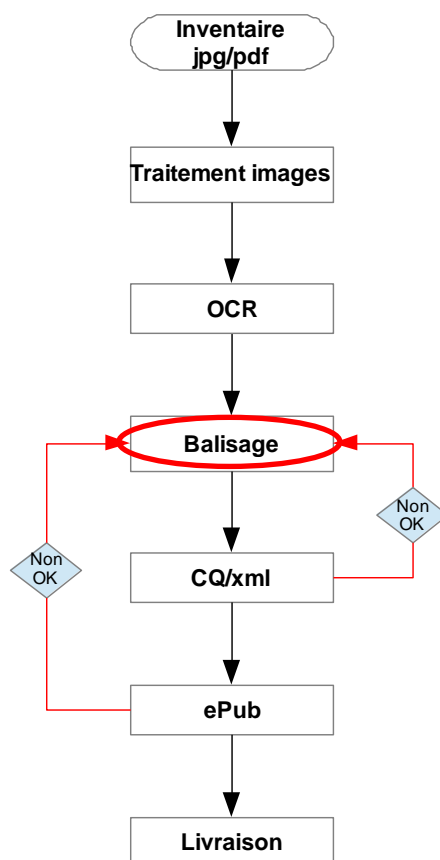 Inventaire
jpg/pdf
Traitement images
OCR
Balisage
Non
OK
Non
OK
CQ/xml
ePub
Livraison